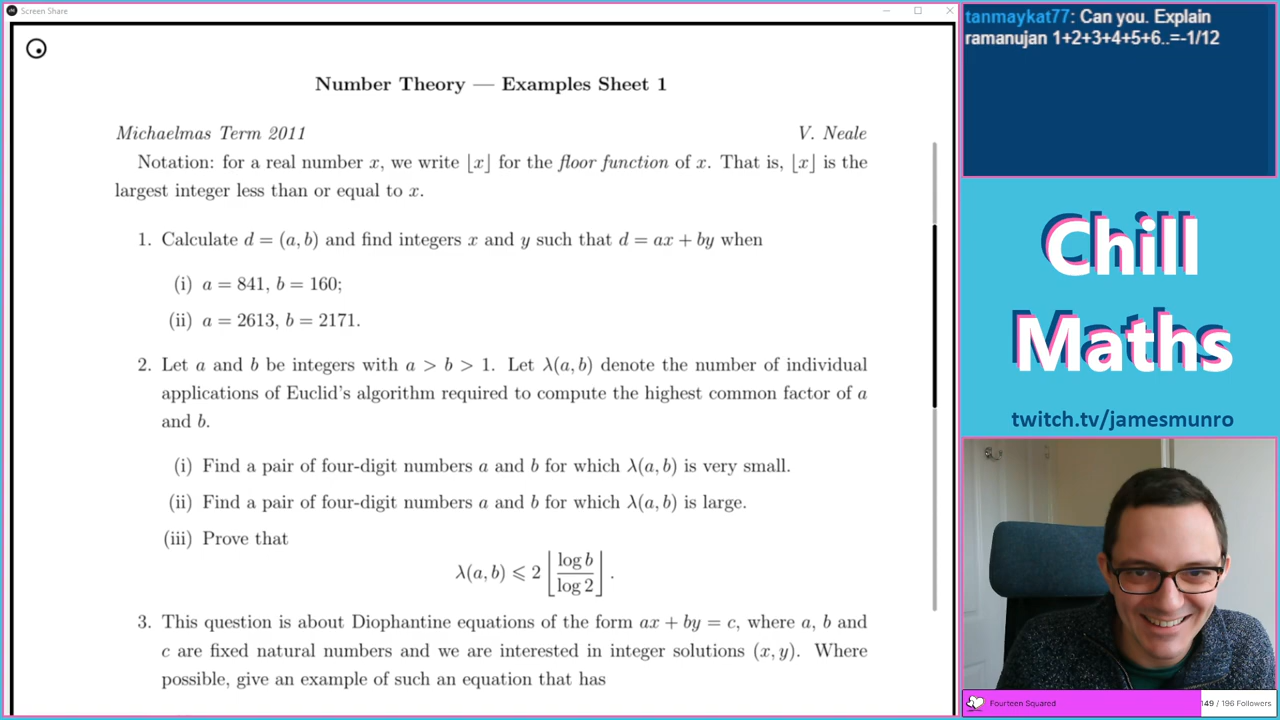 Screen Share
Number Theory — Examples Sheet 1
Michaelmas Term 2011 V. Neale
Notation: for a real number x, we write ⌊x⌋ for the floor function of x. That is, ⌊x⌋ is the
largest integer less than or equal to x.
1. Calculate d = (a, b) and find integers x and y such that d = ax + by when
(i) a = 841, b = 160;
(ii) a = 2613, b = 2171.
2. Let a and b be integers with a > b > 1. Let λ(a, b) denote the number of individual
applications of Euclid's algorithm required to compute the highest common factor of a
and b.
(i) Find a pair of four-digit numbers a and b for which λ(a, b) is very small.
(ii) Find a pair of four-digit numbers a and b for which λ(a, b) is large.
(iii) Prove that
λ(a, b) ⩽ 2 ⌊log b / log 2⌋ .
3. This question is about Diophantine equations of the form ax + by = c, where a, b and
c are fixed natural numbers and we are interested in integer solutions (x, y). Where
possible, give an example of such an equation that has
tanmaykat77: Can you. Explain
ramanujan 1+2+3+4+5+6..=-1/12
Chill
Maths
twitch.tv/jamesmunro
Fourteen Squared 149 / 196 Followers